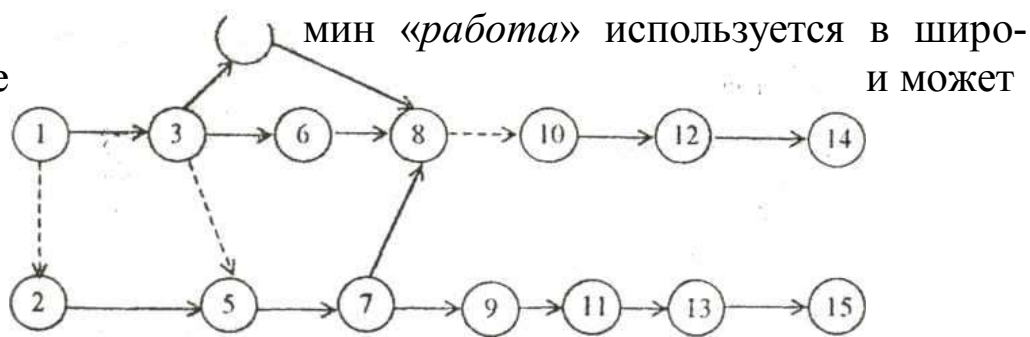 мин «работа» используется в широ-
е и может
1 3 6 8 10 12 14
2 5 7 9 11 13 15